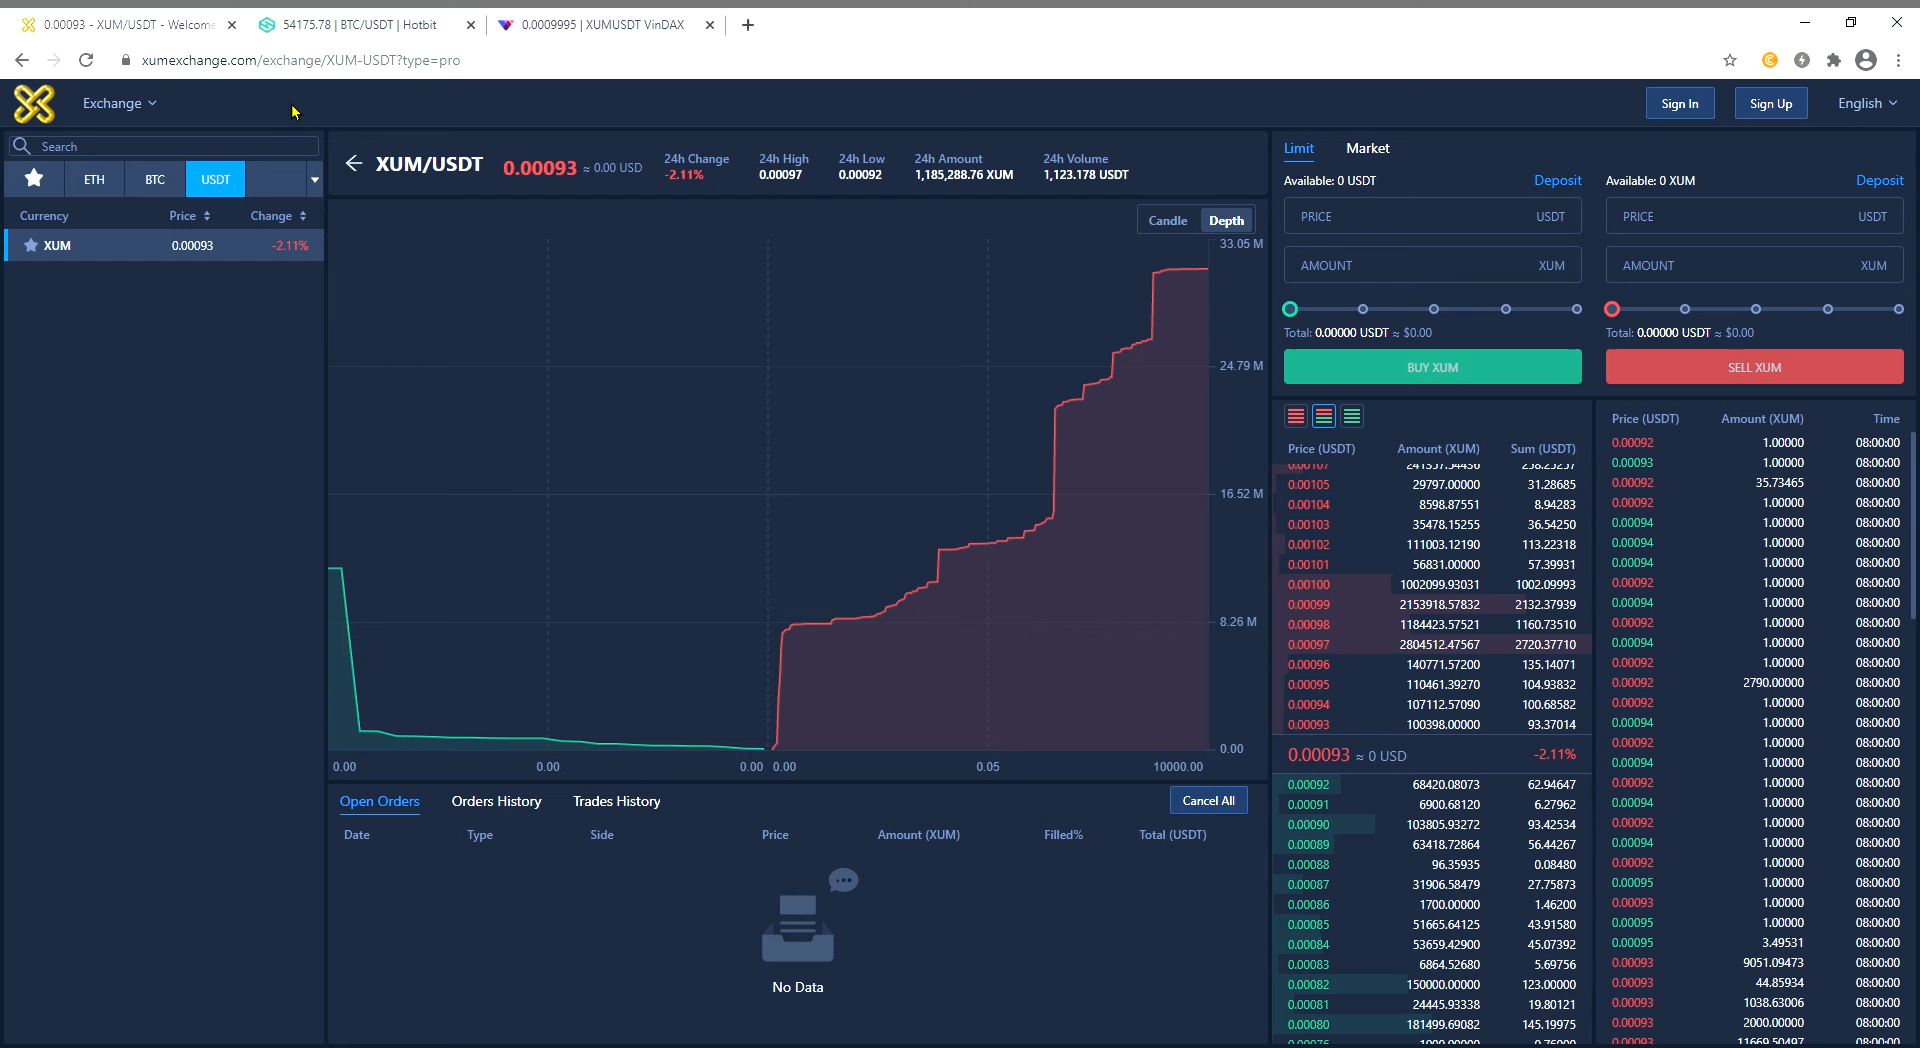 0.00093 - XUM/USDT - Welcome
54175.78 | BTC/USDT | Hotbit
0.0009995 | XUMUSDT VinDAX
xumexchange.com/exchange/XUM-USDT?type=pro
Exchange
Sign In
Sign Up
English
Search
ETH BTC USDT
Currency Price Change
XUM 0.00093 -2.11%
XUM/USDT
0.00093 ≈ 0.00 USD
24h Change
-2.11%
24h High
0.00097
24h Low
0.00092
24h Amount
1,185,288.76 XUM
24h Volume
1,123.178 USDT
Candle Depth
33.05 M
24.79 M
16.52 M
8.26 M
0.00
0.00 0.00 0.00 0.00 0.05 10000.00
Open Orders Orders History Trades History
Cancel All
Date Type Side Price Amount (XUM) Filled% Total (USDT)
No Data
Limit Market
Available: 0 USDT Deposit
PRICE USDT
AMOUNT XUM
Total: 0.00000 USDT ≈ $0.00
BUY XUM
Available: 0 XUM Deposit
PRICE USDT
AMOUNT XUM
Total: 0.00000 USDT ≈ $0.00
SELL XUM
Price (USDT) Amount (XUM) Sum (USDT)
0.00107 241357.54436 258.25257
0.00105 29797.00000 31.28685
0.00104 8598.87551 8.94283
0.00103 35478.15255 36.54250
0.00102 111003.12190 113.22318
0.00101 56831.00000 57.39931
0.00100 1002099.93031 1002.09993
0.00099 2153918.57832 2132.37939
0.00098 1184423.57521 1160.73510
0.00097 2804512.47567 2720.37710
0.00096 140771.57200 135.14071
0.00095 110461.39270 104.93832
0.00094 107112.57090 100.68582
0.00093 100398.00000 93.37014
0.00093 ≈ 0 USD -2.11%
0.00092 68420.08073 62.94647
0.00091 6900.68120 6.27962
0.00090 103805.93272 93.42534
0.00089 63418.72864 56.44267
0.00088 96.35935 0.08480
0.00087 31906.58479 27.75873
0.00086 1700.00000 1.46200
0.00085 51665.64125 43.91580
0.00084 53659.42900 45.07392
0.00083 6864.52680 5.69756
0.00082 150000.00000 123.00000
0.00081 24445.93338 19.80121
0.00080 181499.69082 145.19975
Price (USDT) Amount (XUM) Time
0.00092 1.00000 08:00:00
0.00093 1.00000 08:00:00
0.00092 35.73465 08:00:00
0.00092 1.00000 08:00:00
0.00094 1.00000 08:00:00
0.00094 1.00000 08:00:00
0.00094 1.00000 08:00:00
0.00092 1.00000 08:00:00
0.00094 1.00000 08:00:00
0.00092 1.00000 08:00:00
0.00094 1.00000 08:00:00
0.00092 1.00000 08:00:00
0.00092 2790.00000 08:00:00
0.00092 1.00000 08:00:00
0.00094 1.00000 08:00:00
0.00092 1.00000 08:00:00
0.00094 1.00000 08:00:00
0.00092 1.00000 08:00:00
0.00094 1.00000 08:00:00
0.00092 1.00000 08:00:00
0.00094 1.00000 08:00:00
0.00092 1.00000 08:00:00
0.00095 1.00000 08:00:00
0.00093 1.00000 08:00:00
0.00095 1.00000 08:00:00
0.00095 3.49531 08:00:00
0.00093 9051.09473 08:00:00
0.00093 44.85934 08:00:00
0.00093 1038.63006 08:00:00
0.00093 2000.00000 08:00:00
0.00093 11669.50497 08:00:00